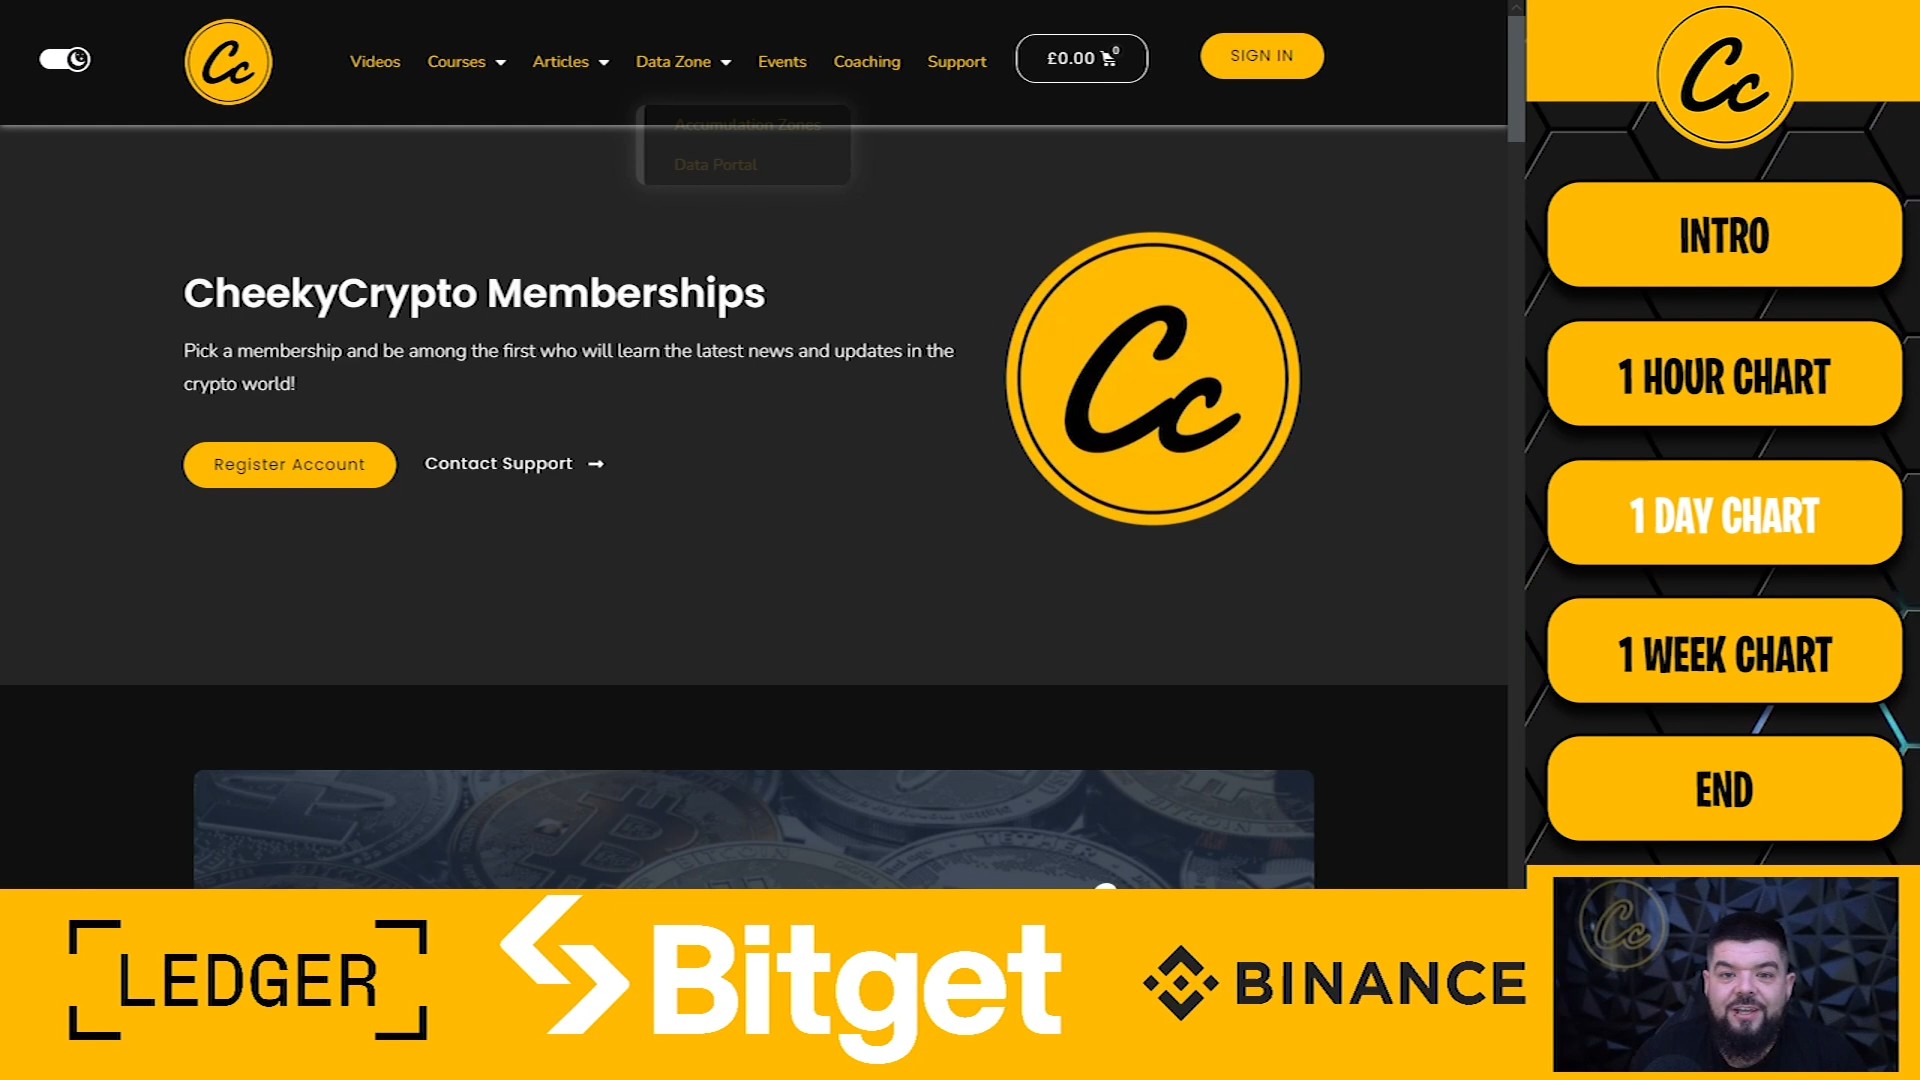 Cc
Videos
Courses
Articles
Data Zone
Events
Coaching
Support
£0.00
0
SIGN IN
Accumulation Zones
Data Portal
CheekyCrypto Memberships
Pick a membership and be among the first who will learn the latest news and updates in the
crypto world!
Register Account
Contact Support
Cc
Cc
INTRO
1 HOUR CHART
1 DAY CHART
1 WEEK CHART
END
BITCOIN
LEDGER
Bitget
BINANCE
Cc